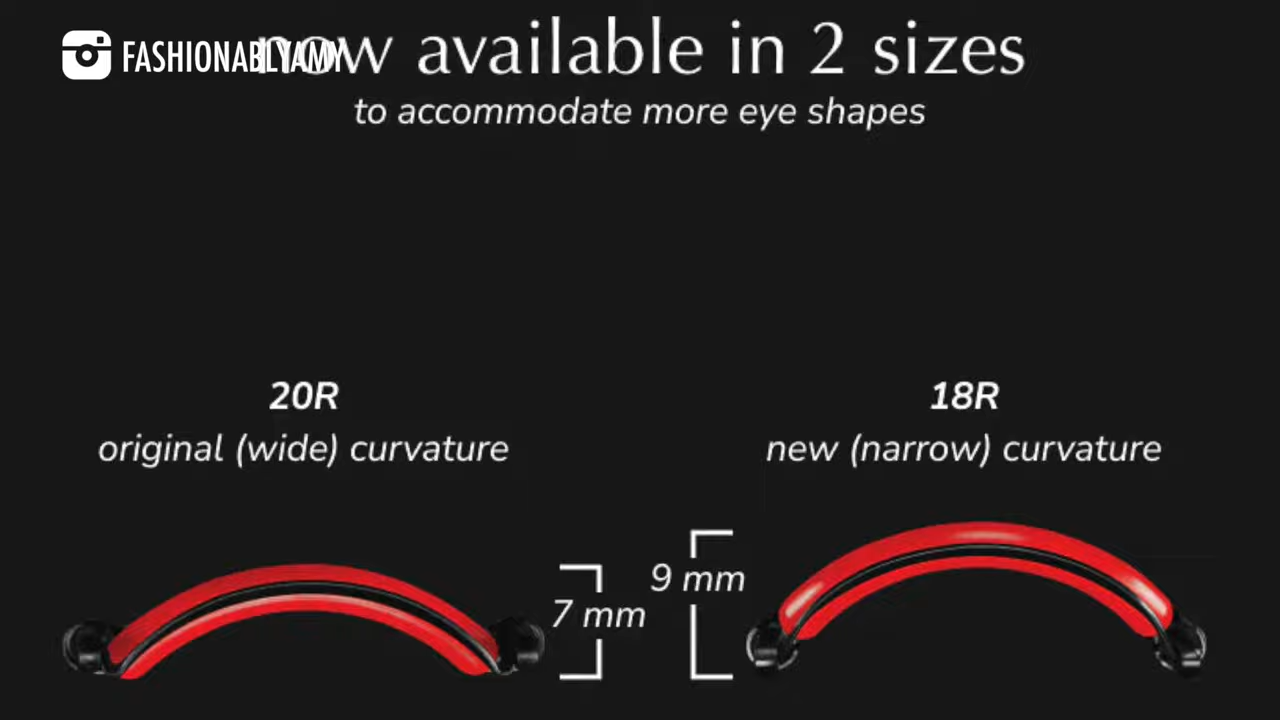 FASHIONABLYAMY
now available in 2 sizes
to accommodate more eye shapes
20R
original (wide) curvature
18R
new (narrow) curvature
7 mm
9 mm